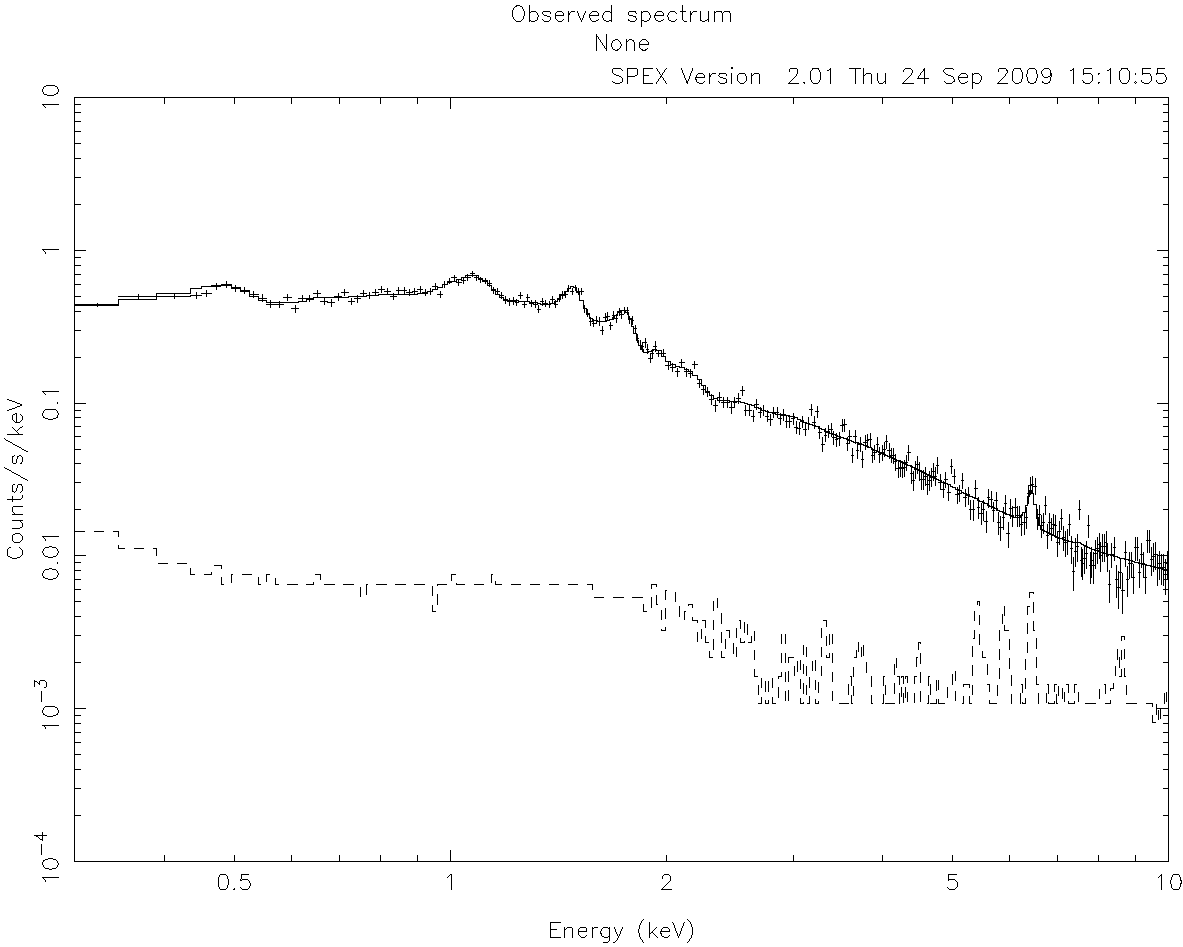 Observed spectrum
None
SPEX Version 2.01 Thu 24 Sep 2009 15:10:55
10
1
0.1
0.01
10⁻³
10⁻⁴
Counts/s/keV
0.5
1
2
5
10
Energy (keV)